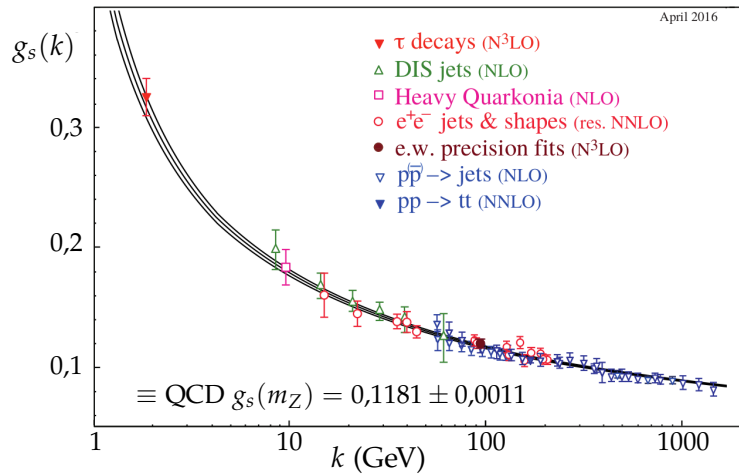 April 2016
g_s(k)
τ decays (N³LO)
DIS jets (NLO)
Heavy Quarkonia (NLO)
e⁺e⁻ jets & shapes (res. NNLO)
e.w. precision fits (N³LO)
p(p̄) –> jets (NLO)
pp –> tt (NNLO)
0,3
0,2
0,1
≡ QCD g_s(m_Z) = 0,1181 ± 0,0011
1 10 100 1000
k (GeV)